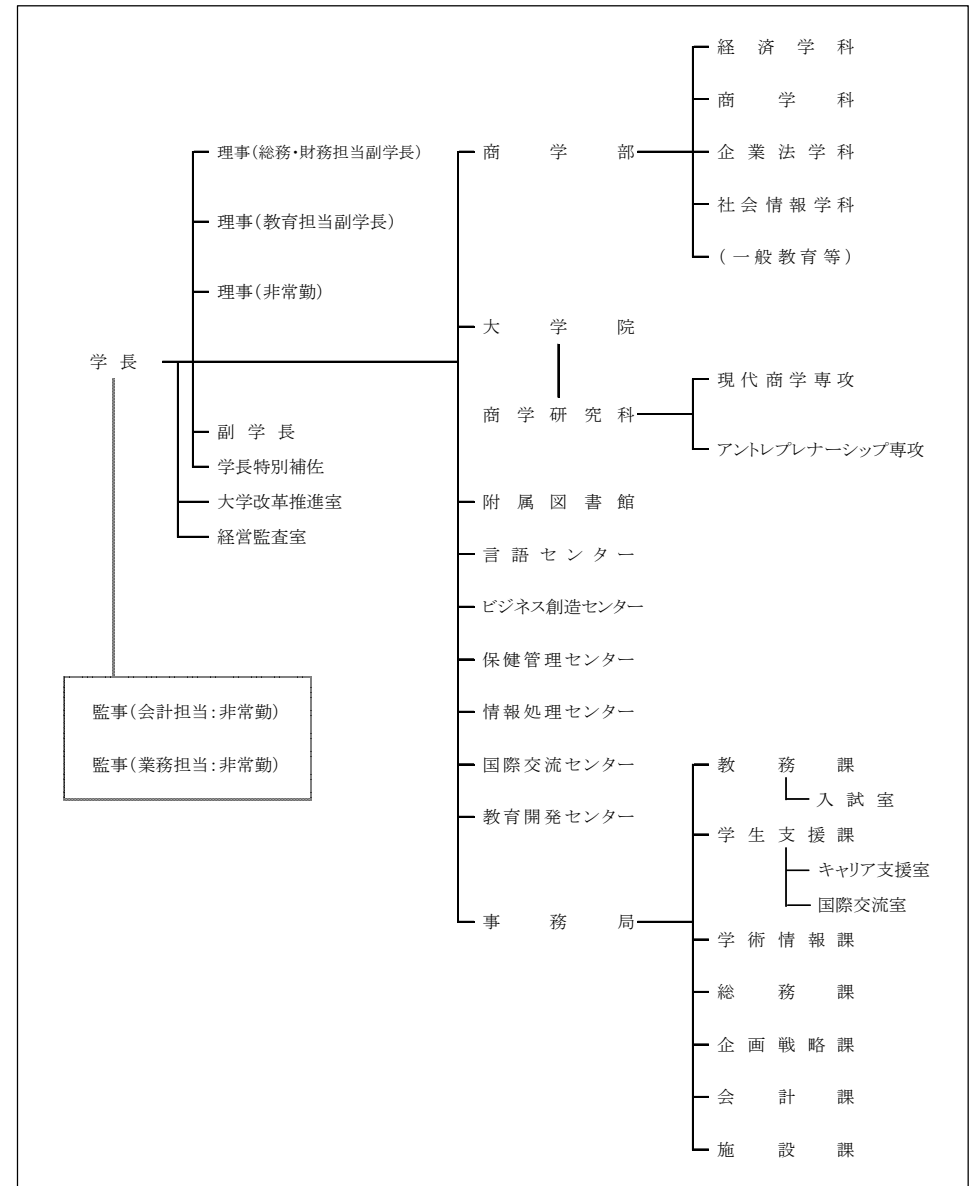 経済学科
商学科
理事(総務・財務担当副学長)
商学部
企業法学科
社会情報学科
理事(教育担当副学長)
(一般教育等)
理事(非常勤)
大学院
学長
現代商学専攻
商学研究科
副学長
アントレプレナーシップ専攻
学長特別補佐
大学改革推進室
附属図書館
経営監査室
言語センター
ビジネス創造センター
保健管理センター
監事(会計担当:非常勤)
情報処理センター
監事(業務担当:非常勤)
国際交流センター
教務課
入試室
教育開発センター
学生支援課
キャリア支援室
国際交流室
事務局
学術情報課
総務課
企画戦略課
会計課
施設課